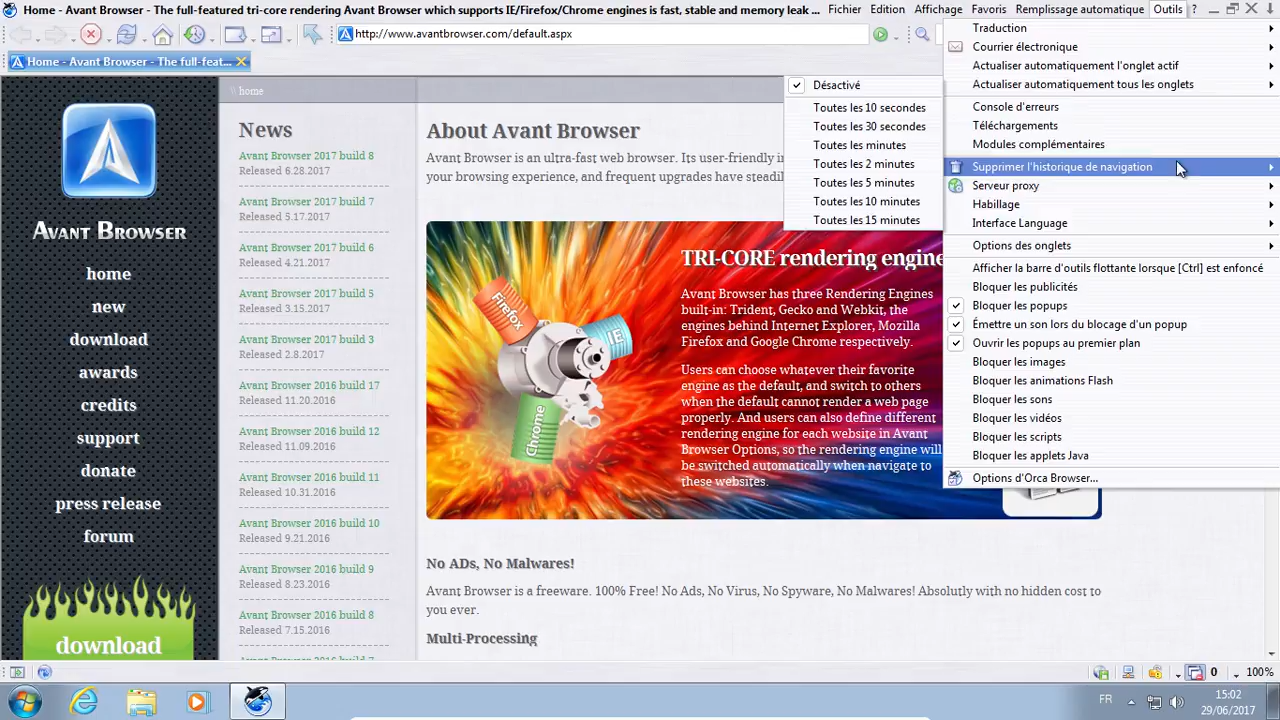 Home - Avant Browser - The full-featured tri-core rendering Avant Browser which supports IE/Firefox/Chrome engines is fast, stable and memory leak ...
Fichier Edition Affichage Favoris Remplissage automatique Outils ?
http://www.avantbrowser.com/default.aspx
Home - Avant Browser - The full-feat...
\\ home
AVANT BROWSER
home
new
download
awards
credits
support
donate
press release
forum
download
News
Avant Browser 2017 build 8
Released 6.28.2017
Avant Browser 2017 build 7
Released 5.17.2017
Avant Browser 2017 build 6
Released 4.21.2017
Avant Browser 2017 build 5
Released 3.15.2017
Avant Browser 2017 build 3
Released 2.8.2017
Avant Browser 2016 build 17
Released 11.20.2016
Avant Browser 2016 build 12
Released 11.09.2016
Avant Browser 2016 build 11
Released 10.31.2016
Avant Browser 2016 build 10
Released 9.21.2016
Avant Browser 2016 build 9
Released 8.23.2016
Avant Browser 2016 build 8
Released 7.15.2016
Avant Browser 2016 build 7
About Avant Browser
Avant Browser is an ultra-fast web browser. Its user-friendly in
your browsing experience, and frequent upgrades have steadil
Firefox
IE
Chrome
TRI-CORE rendering engine
Avant Browser has three Rendering Engines
built-in: Trident, Gecko and Webkit, the
engines behind Internet Explorer, Mozilla
Firefox and Google Chrome respectively.
Users can choose whatever their favorite
engine as the default, and switch to others
when the default cannot render a web page
properly. And users can also define different
rendering engine for each website in Avant
Browser Options, so the rendering engine will
be switched automatically when navigate to
these websites.
No ADs, No Malwares!
Avant Browser is a freeware. 100% Free! No Ads, No Virus, No Spyware, No Malwares! Absolutly with no hidden cost to
you ever.
Multi-Processing
Désactivé
Toutes les 10 secondes
Toutes les 30 secondes
Toutes les minutes
Toutes les 2 minutes
Toutes les 5 minutes
Toutes les 10 minutes
Toutes les 15 minutes
Traduction
Courrier électronique
Actualiser automatiquement l'onglet actif
Actualiser automatiquement tous les onglets
Console d'erreurs
Téléchargements
Modules complémentaires
Supprimer l'historique de navigation
Serveur proxy
Habillage
Interface Language
Options des onglets
Afficher la barre d'outils flottante lorsque [Ctrl] est enfoncé
Bloquer les publicités
Bloquer les popups
Émettre un son lors du blocage d'un popup
Ouvrir les popups au premier plan
Bloquer les images
Bloquer les animations Flash
Bloquer les sons
Bloquer les vidéos
Bloquer les scripts
Bloquer les applets Java
Options d'Orca Browser...
0 100%
FR
15:02
29/06/2017